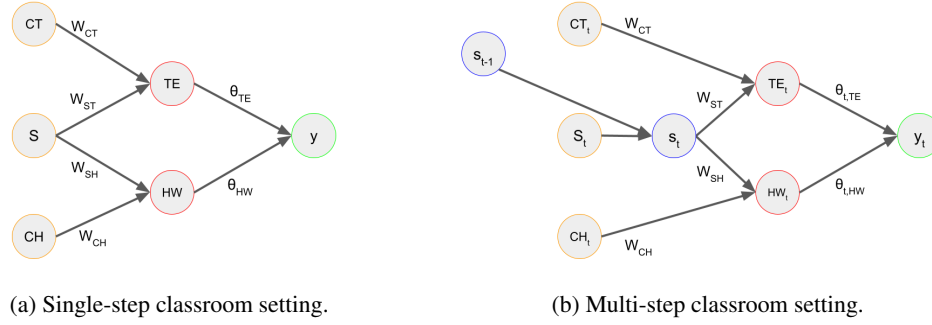 CT
W_CT
TE
W_ST
θ_TE
S
y
W_SH
θ_HW
HW
CH
W_CH
(a) Single-step classroom setting.
CT_t
W_CT
s_t-1
TE_t
W_ST
θ_t,TE
S_t
s_t
y_t
W_SH
θ_t,HW
HW_t
CH_t
W_CH
(b) Multi-step classroom setting.